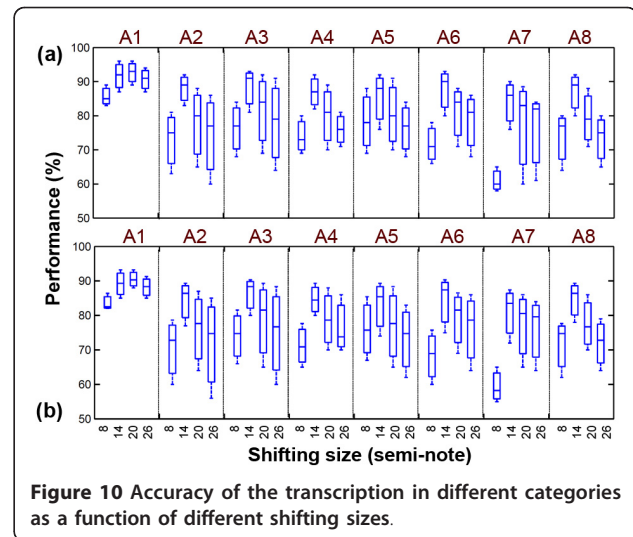 (a) A1 A2 A3 A4 A5 A6 A7 A8
100
90
80
70
60
50
Performance (%)
A1 A2 A3 A4 A5 A6 A7 A8
100
90
80
70
60
50
(b)
8 14 20 26 8 14 20 26 8 14 20 26 8 14 20 26 8 14 20 26 8 14 20 26 8 14 20 26 8 14 20 26
Shifting size (semi-note)
Figure 10 Accuracy of the transcription in different categories
as a function of different shifting sizes.